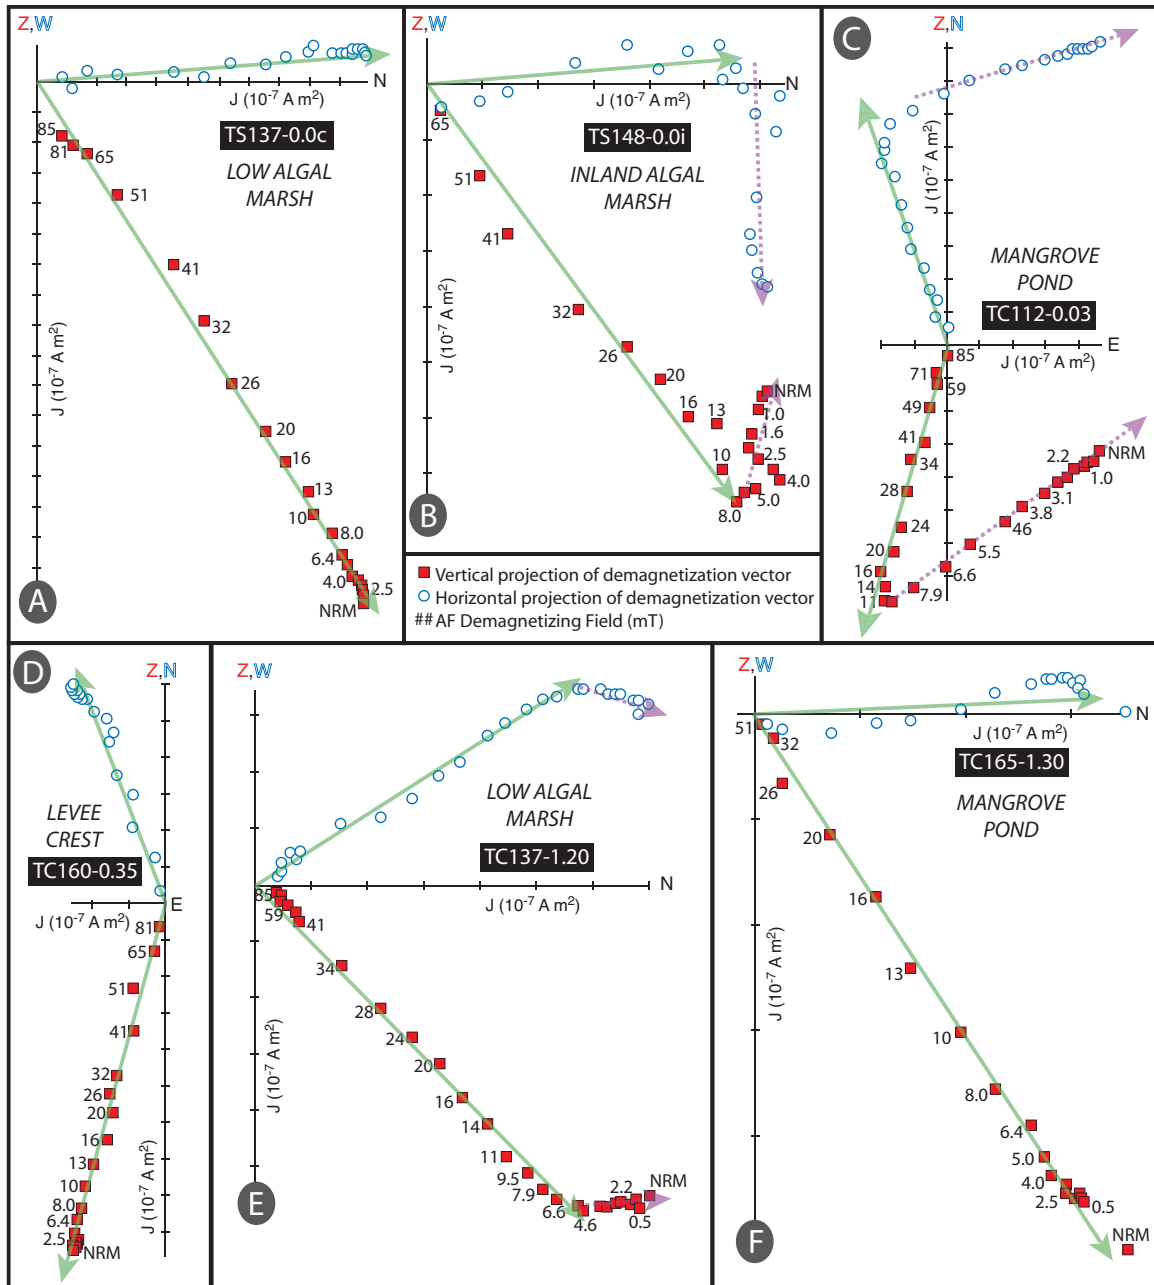 Z,W
N
J (10-7 A m2)
TS137-0.0c
LOW ALGAL
MARSH
J (10-7 A m2)
85
81
65
51
41
32
26
20
16
13
10
8.0
6.4
4.0
2.5
NRM
A
Z,W
N
J (10-7 A m2)
TS148-0.0i
INLAND ALGAL
MARSH
J (10-7 A m2)
65
51
41
32
26
20
16
13
10
8.0
NRM
1.0
1.6
2.5
4.0
5.0
B
Vertical projection of demagnetization vector
Horizontal projection of demagnetization vector
## AF Demagnetizing Field (mT)
C
Z,N
J (10-7 A m2)
MANGROVE
POND
TC112-0.03
E
J (10-7 A m2)
85
71
59
49
41
34
28
24
20
16
14
11
NRM
2.2
1.0
3.1
3.8
46
5.5
6.6
7.9
D
Z,N
LEVEE
CREST
TC160-0.35
E
J (10-7 A m2)
81
65
51
41
32
26
20
16
13
10
8.0
6.4
2.5
NRM
J (10-7 A m2)
Z,W
LOW ALGAL
MARSH
TC137-1.20
N
J (10-7 A m2)
J (10-7 A m2)
85
59
41
34
28
24
20
16
14
11
9.5
7.9
6.6
4.6
2.2
0.5
NRM
E
Z,W
N
J (10-7 A m2)
TC165-1.30
MANGROVE
POND
J (10-7 A m2)
51
32
26
20
16
13
10
8.0
6.4
5.0
4.0
2.5
0.5
NRM
F